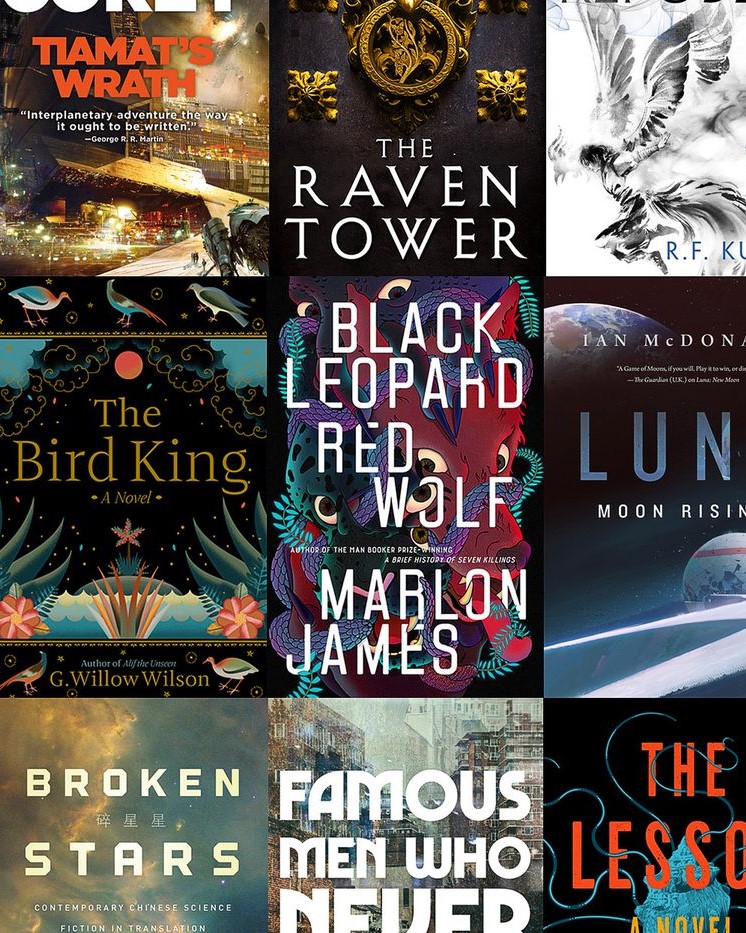 TIAMAT'S
WRATH
“Interplanetary adventure the way
it ought to be written.”
—George R. R. Martin
THE
RAVEN
TOWER
R.F. KU
The
Bird King
A Novel
Author of Alif the Unseen
G. Willow Wilson
BLACK
LEOPARD
RED
WOLF
AUTHOR OF THE MAN BOOKER PRIZE-WINNING
A BRIEF HISTORY OF SEVEN KILLINGS
MARLON
JAMES
IAN McDONA
"A Game of Moons, if you will. Play it to win, or die
—The Guardian (U.K.) on Luna: New Moon
LUN
MOON RISIN
BROKEN
碎星星
STARS
CONTEMPORARY CHINESE SCIENCE
FICTION IN TRANSLATION
FAMOUS
MEN WHO
NEVER
THE
LESSO
A NOVEL